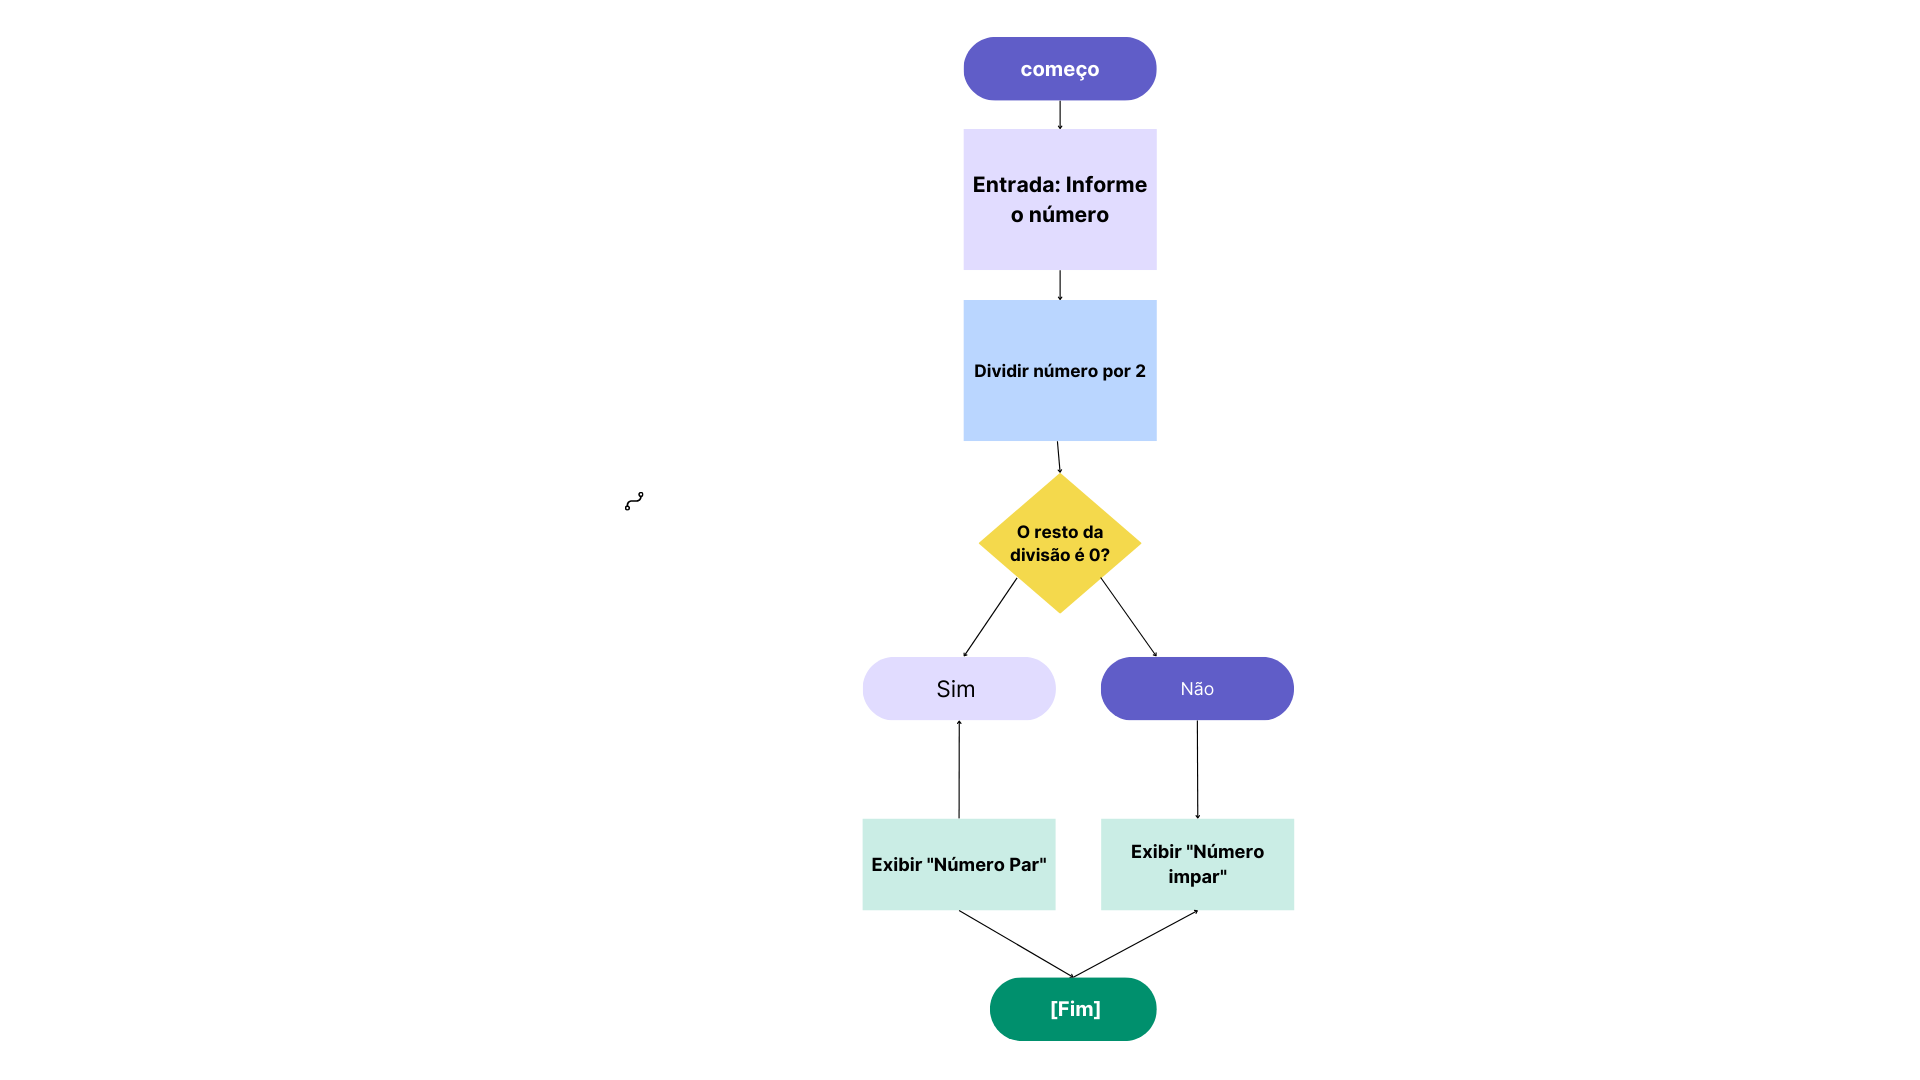 começo
Entrada: Informe
o número
Dividir número por 2
O resto da
divisão é 0?
Sim
Não
Exibir "Número Par"
Exibir "Número
impar"
[Fim]